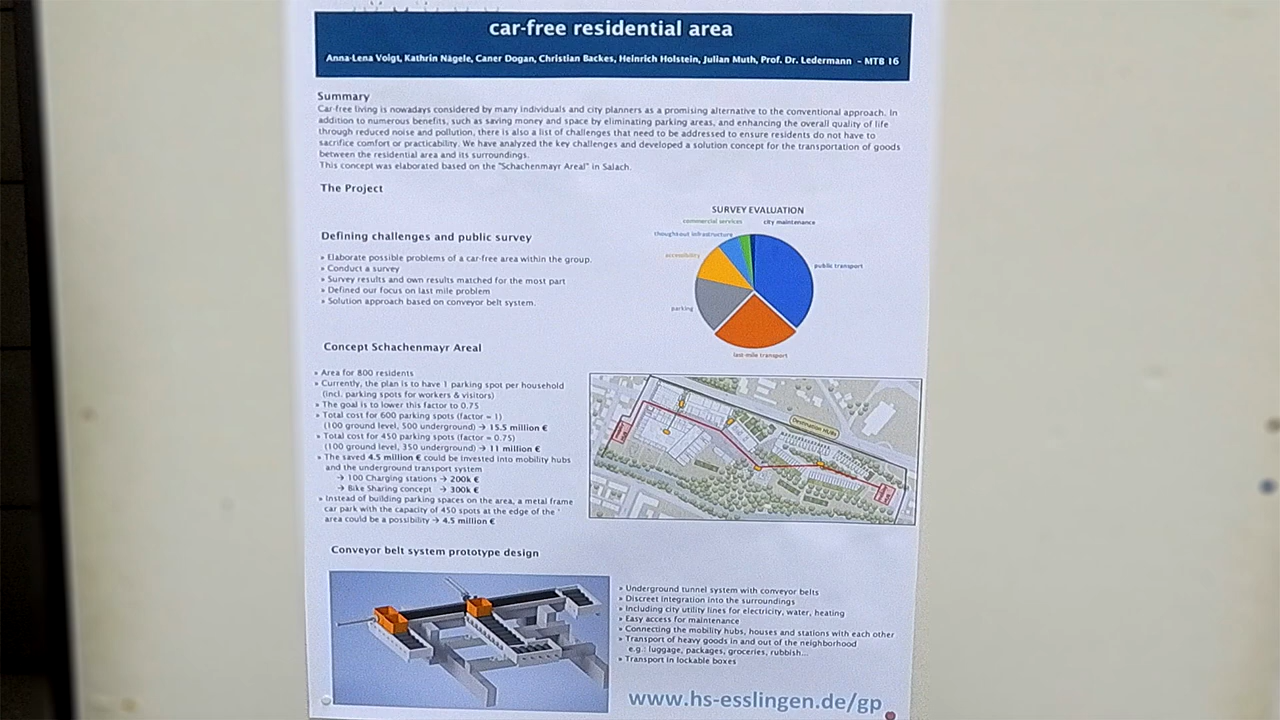 car-free residential area
Anna-Lena Voigt, Kathrin Nägele, Caner Dogan, Christian Backes, Heinrich Holstein, Julian Muth, Prof. Dr. Ledermann - MTB 16
Summary
Car-free living is nowadays considered by many individuals and city planners as a promising alternative to the conventional approach. In
addition to numerous benefits, such as saving money and space by eliminating parking areas, and enhancing the overall quality of life
through reduced noise and pollution, there is also a list of challenges that need to be addressed to ensure residents do not have to
sacrifice comfort or practicability. We have analyzed the key challenges and developed a solution concept for the transportation of goods
between the residential area and its surroundings.
This concept was elaborated based on the "Schachenmayr Areal" in Salach.
The Project
SURVEY EVALUATION
commercial services
city maintenance
thoughtout infrastructure
accessibility
public transport
parking
last-mile transport
Defining challenges and public survey
» Elaborate possible problems of a car-free area within the group.
» Conduct a survey
» Survey results and own results matched for the most part
» Defined our focus on last mile problem
» Solution approach based on conveyor belt system.
Concept Schachenmayr Areal
» Area for 800 residents
» Currently, the plan is to have 1 parking spot per household
(incl. parking spots for workers & visitors)
» The goal is to lower this factor to 0.75
» Total cost for 600 parking spots (factor = 1)
(100 ground level, 500 underground) → 15.5 million €
» Total cost for 450 parking spots (factor = 0.75)
(100 ground level, 350 underground) → 11 million €
» The saved 4.5 million € could be invested into mobility hubs
and the underground transport system
→ 100 Charging stations → 200k €
→ Bike Sharing concept → 300k €
» Instead of building parking spaces on the area, a metal frame
car park with the capacity of 450 spots at the edge of the
area could be a possibility → 4.5 million €
Destination HUBs
Conveyor belt system prototype design
» Underground tunnel system with conveyor belts
» Discreet integration into the surroundings
» Including city utility lines for electricity, water, heating
» Easy access for maintenance
» Connecting the mobility hubs, houses and stations with each other
» Transport of heavy goods in and out of the neighborhood
e.g.: luggage, packages, groceries, rubbish...
» Transport in lockable boxes
www.hs-esslingen.de/gp